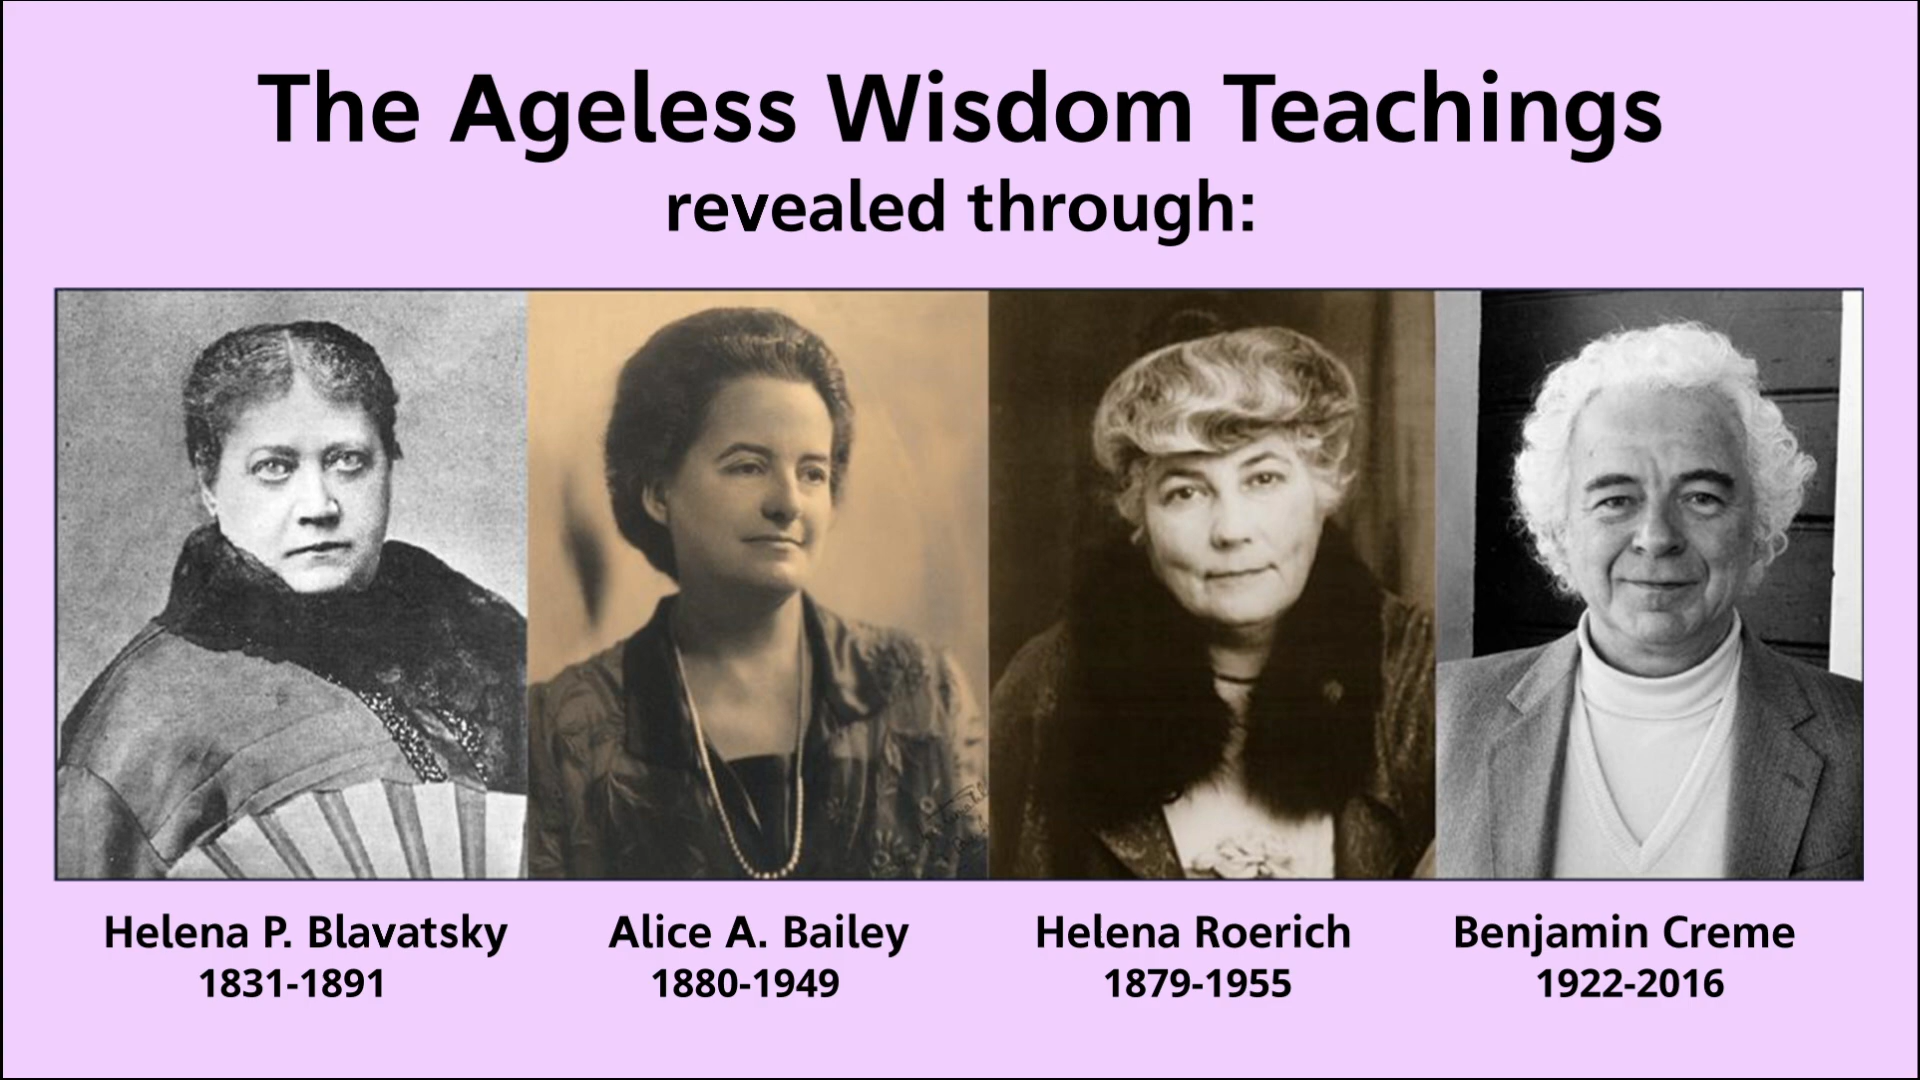 The Ageless Wisdom Teachings
revealed through:
Helena P. Blavatsky
1831-1891
Alice A. Bailey
1880-1949
Helena Roerich
1879-1955
Benjamin Creme
1922-2016